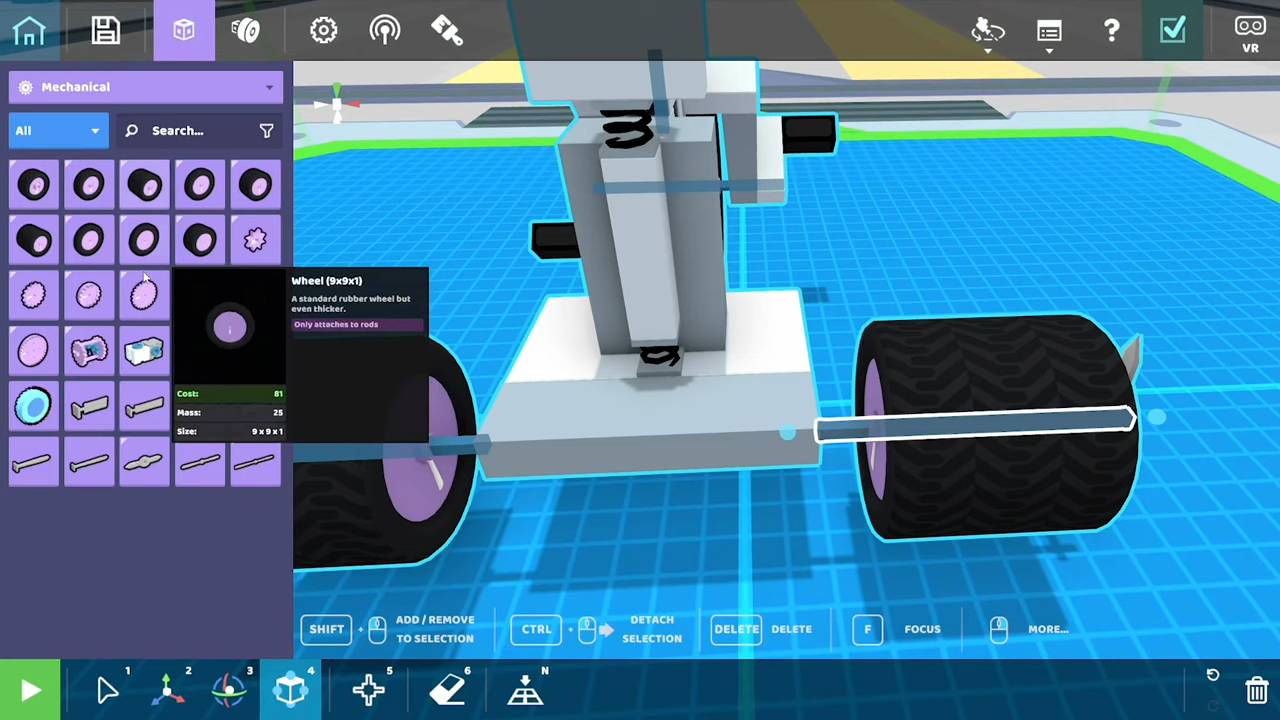 VR
Mechanical
All
Search...
Wheel (9x9x1)
A standard rubber wheel but
even thicker.
Only attaches to rods
Cost: 81
Mass: 25
Size: 9 x 9 x 1
SHIFT + ADD / REMOVE
TO SELECTION
CTRL + DETACH
SELECTION
DELETE DELETE
F FOCUS
MORE...
1
2
3
4
5
6
N